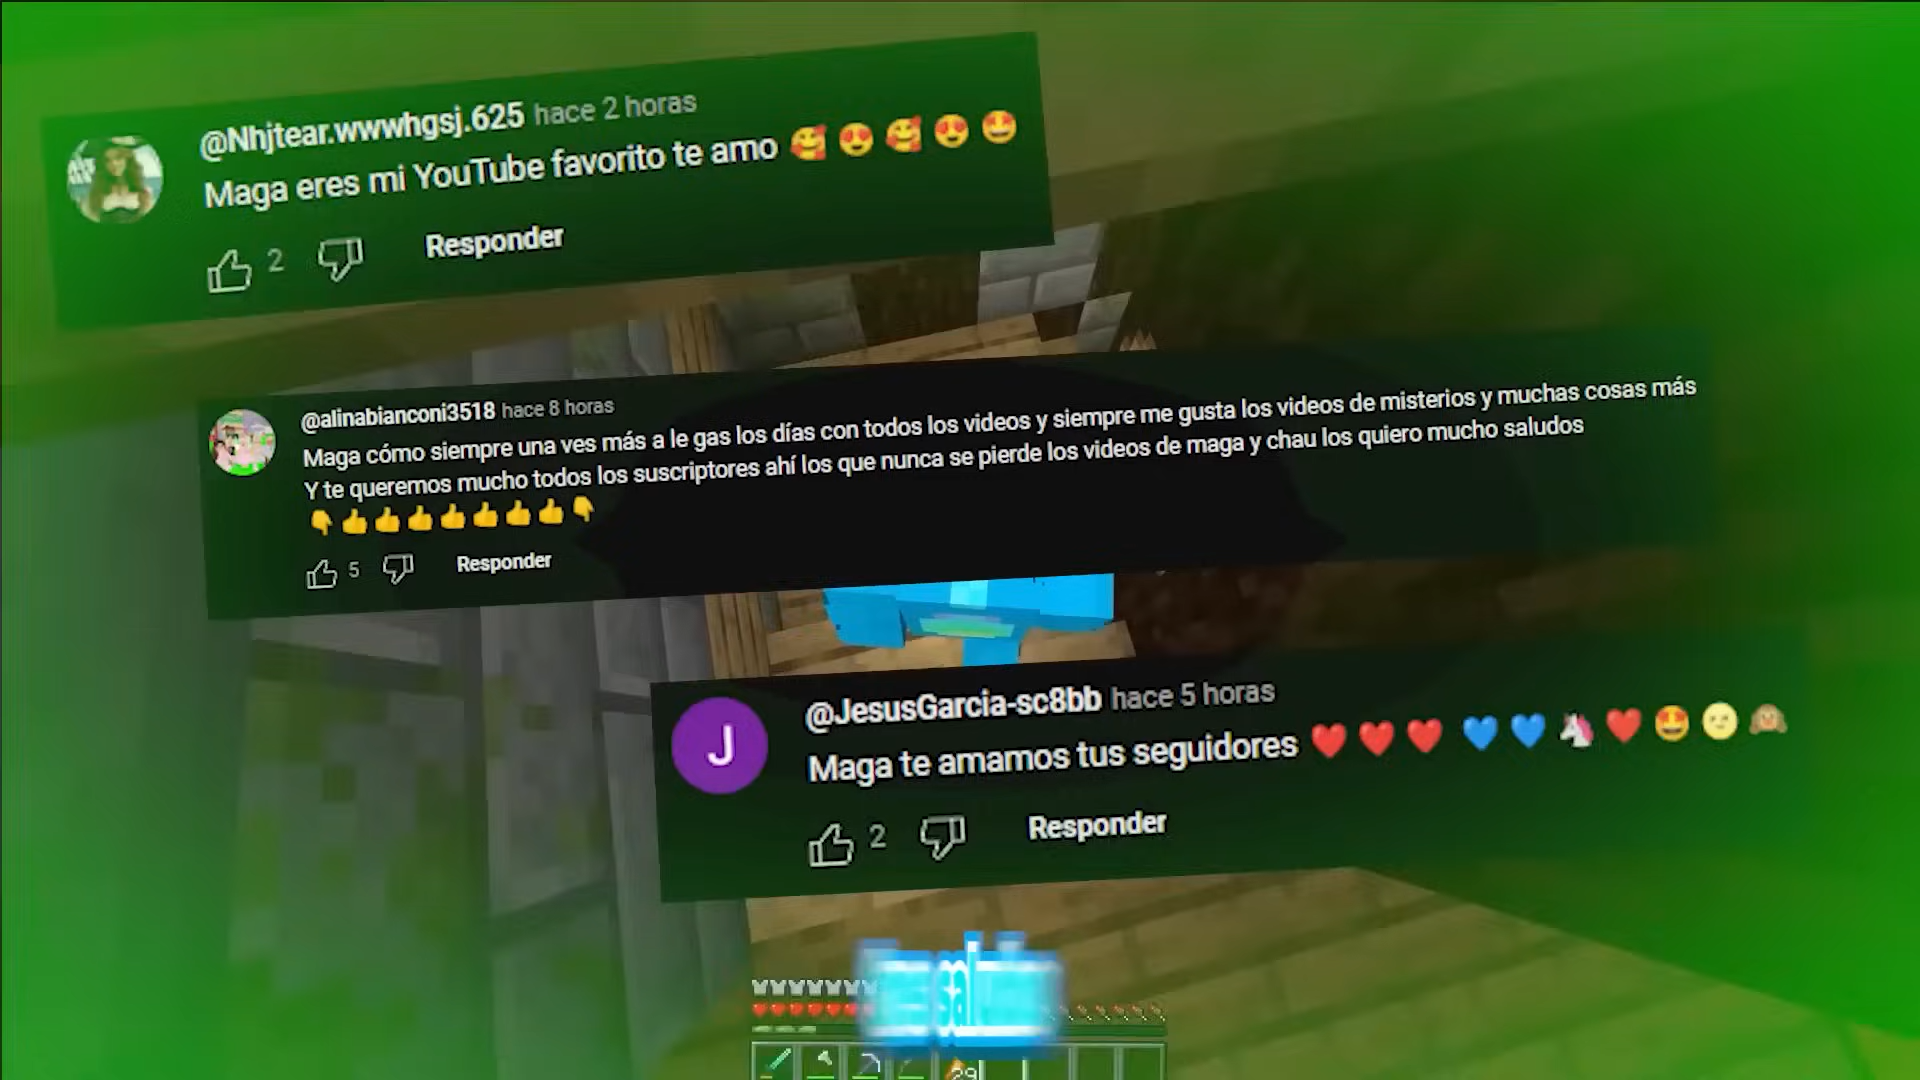 @Nhjtear.wwwhgsj.625 hace 2 horas
Maga eres mi YouTube favorito te amo 🥰 😍 🥰 😍 🤩
2 Responder
@alinabianconi3518 hace 8 horas
Maga cómo siempre una ves más a le gas los días con todos los videos y siempre me gusta los videos de misterios y muchas cosas más
Y te queremos mucho todos los suscriptores ahí los que nunca se pierde los videos de maga y chau los quiero mucho saludos
👇👍👍👍👍👍👍👍👇
5 Responder
J
@JesusGarcia-sc8bb hace 5 horas
Maga te amamos tus seguidores ❤️ ❤️ ❤️ 💙 💙 🦄 ❤️ 🤩 🫡 🙉
2 Responder
29